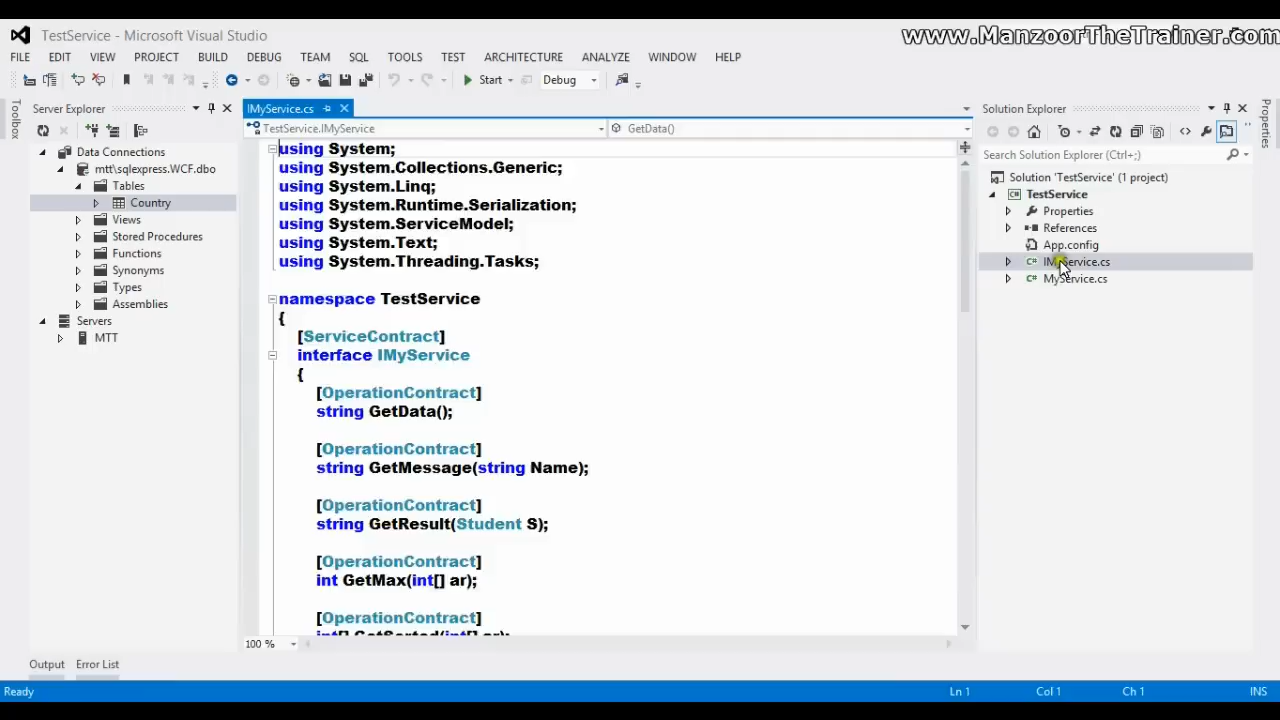 TestService - Microsoft Visual Studio
www.ManzoorTheTrainer.com
FILE EDIT VIEW PROJECT BUILD DEBUG TEAM SQL TOOLS TEST ARCHITECTURE ANALYZE WINDOW HELP
Start Debug
Toolbox
Server Explorer
Data Connections
mtt\sqlexpress.WCF.dbo
Tables
Country
Views
Stored Procedures
Functions
Synonyms
Types
Assemblies
Servers
MTT
IMyService.cs
TestService.IMyService GetData()
using System;
using System.Collections.Generic;
using System.Linq;
using System.Runtime.Serialization;
using System.ServiceModel;
using System.Text;
using System.Threading.Tasks;
namespace TestService
{
[ServiceContract]
interface IMyService
{
[OperationContract]
string GetData();
[OperationContract]
string GetMessage(string Name);
[OperationContract]
string GetResult(Student S);
[OperationContract]
int GetMax(int[] ar);
[OperationContract]
int[] GetSorted(int[] ar);
100 %
Solution Explorer
Search Solution Explorer (Ctrl+;)
Solution 'TestService' (1 project)
TestService
Properties
References
App.config
IMyService.cs
MyService.cs
Properties
Output Error List
Ready Ln 1 Col 1 Ch 1 INS